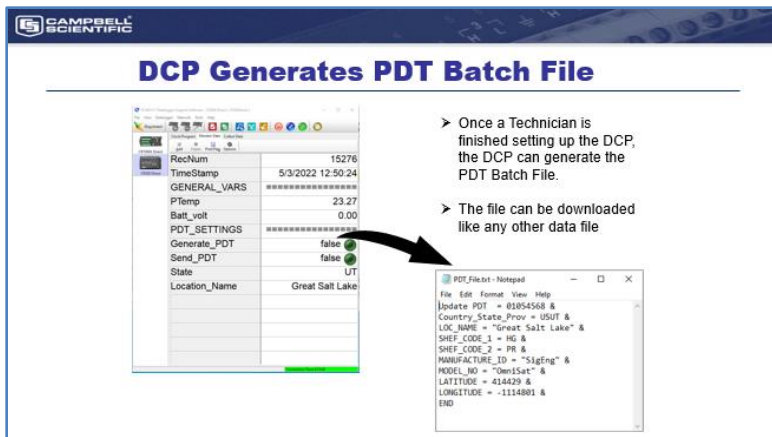 CAMPBELL
SCIENTIFIC
DCP Generates PDT Batch File
RecNum 15276
TimeStamp 5/3/2022 12:50:24
GENERAL_VARS ================
PTemp 23.27
Batt_volt 0.00
PDT_SETTINGS ================
Generate_PDT false
Send_PDT false
State UT
Location_Name Great Salt Lake
➢ Once a Technician is
finished setting up the DCP,
the DCP can generate the
PDT Batch File.
➢ The file can be downloaded
like any other data file
PDT_File.txt - Notepad
File Edit Format View Help
Update PDT = 01054568 &
Country_State_Prov = USUT &
LOC_NAME = "Great Salt Lake" &
SHEF_CODE_1 = HG &
SHEF_CODE_2 = PR &
MANUFACTURE_ID = "SigEng" &
MODEL_NO = "OmniSat" &
LATITUDE = 414429 &
LONGITUDE = -1114801 &
END